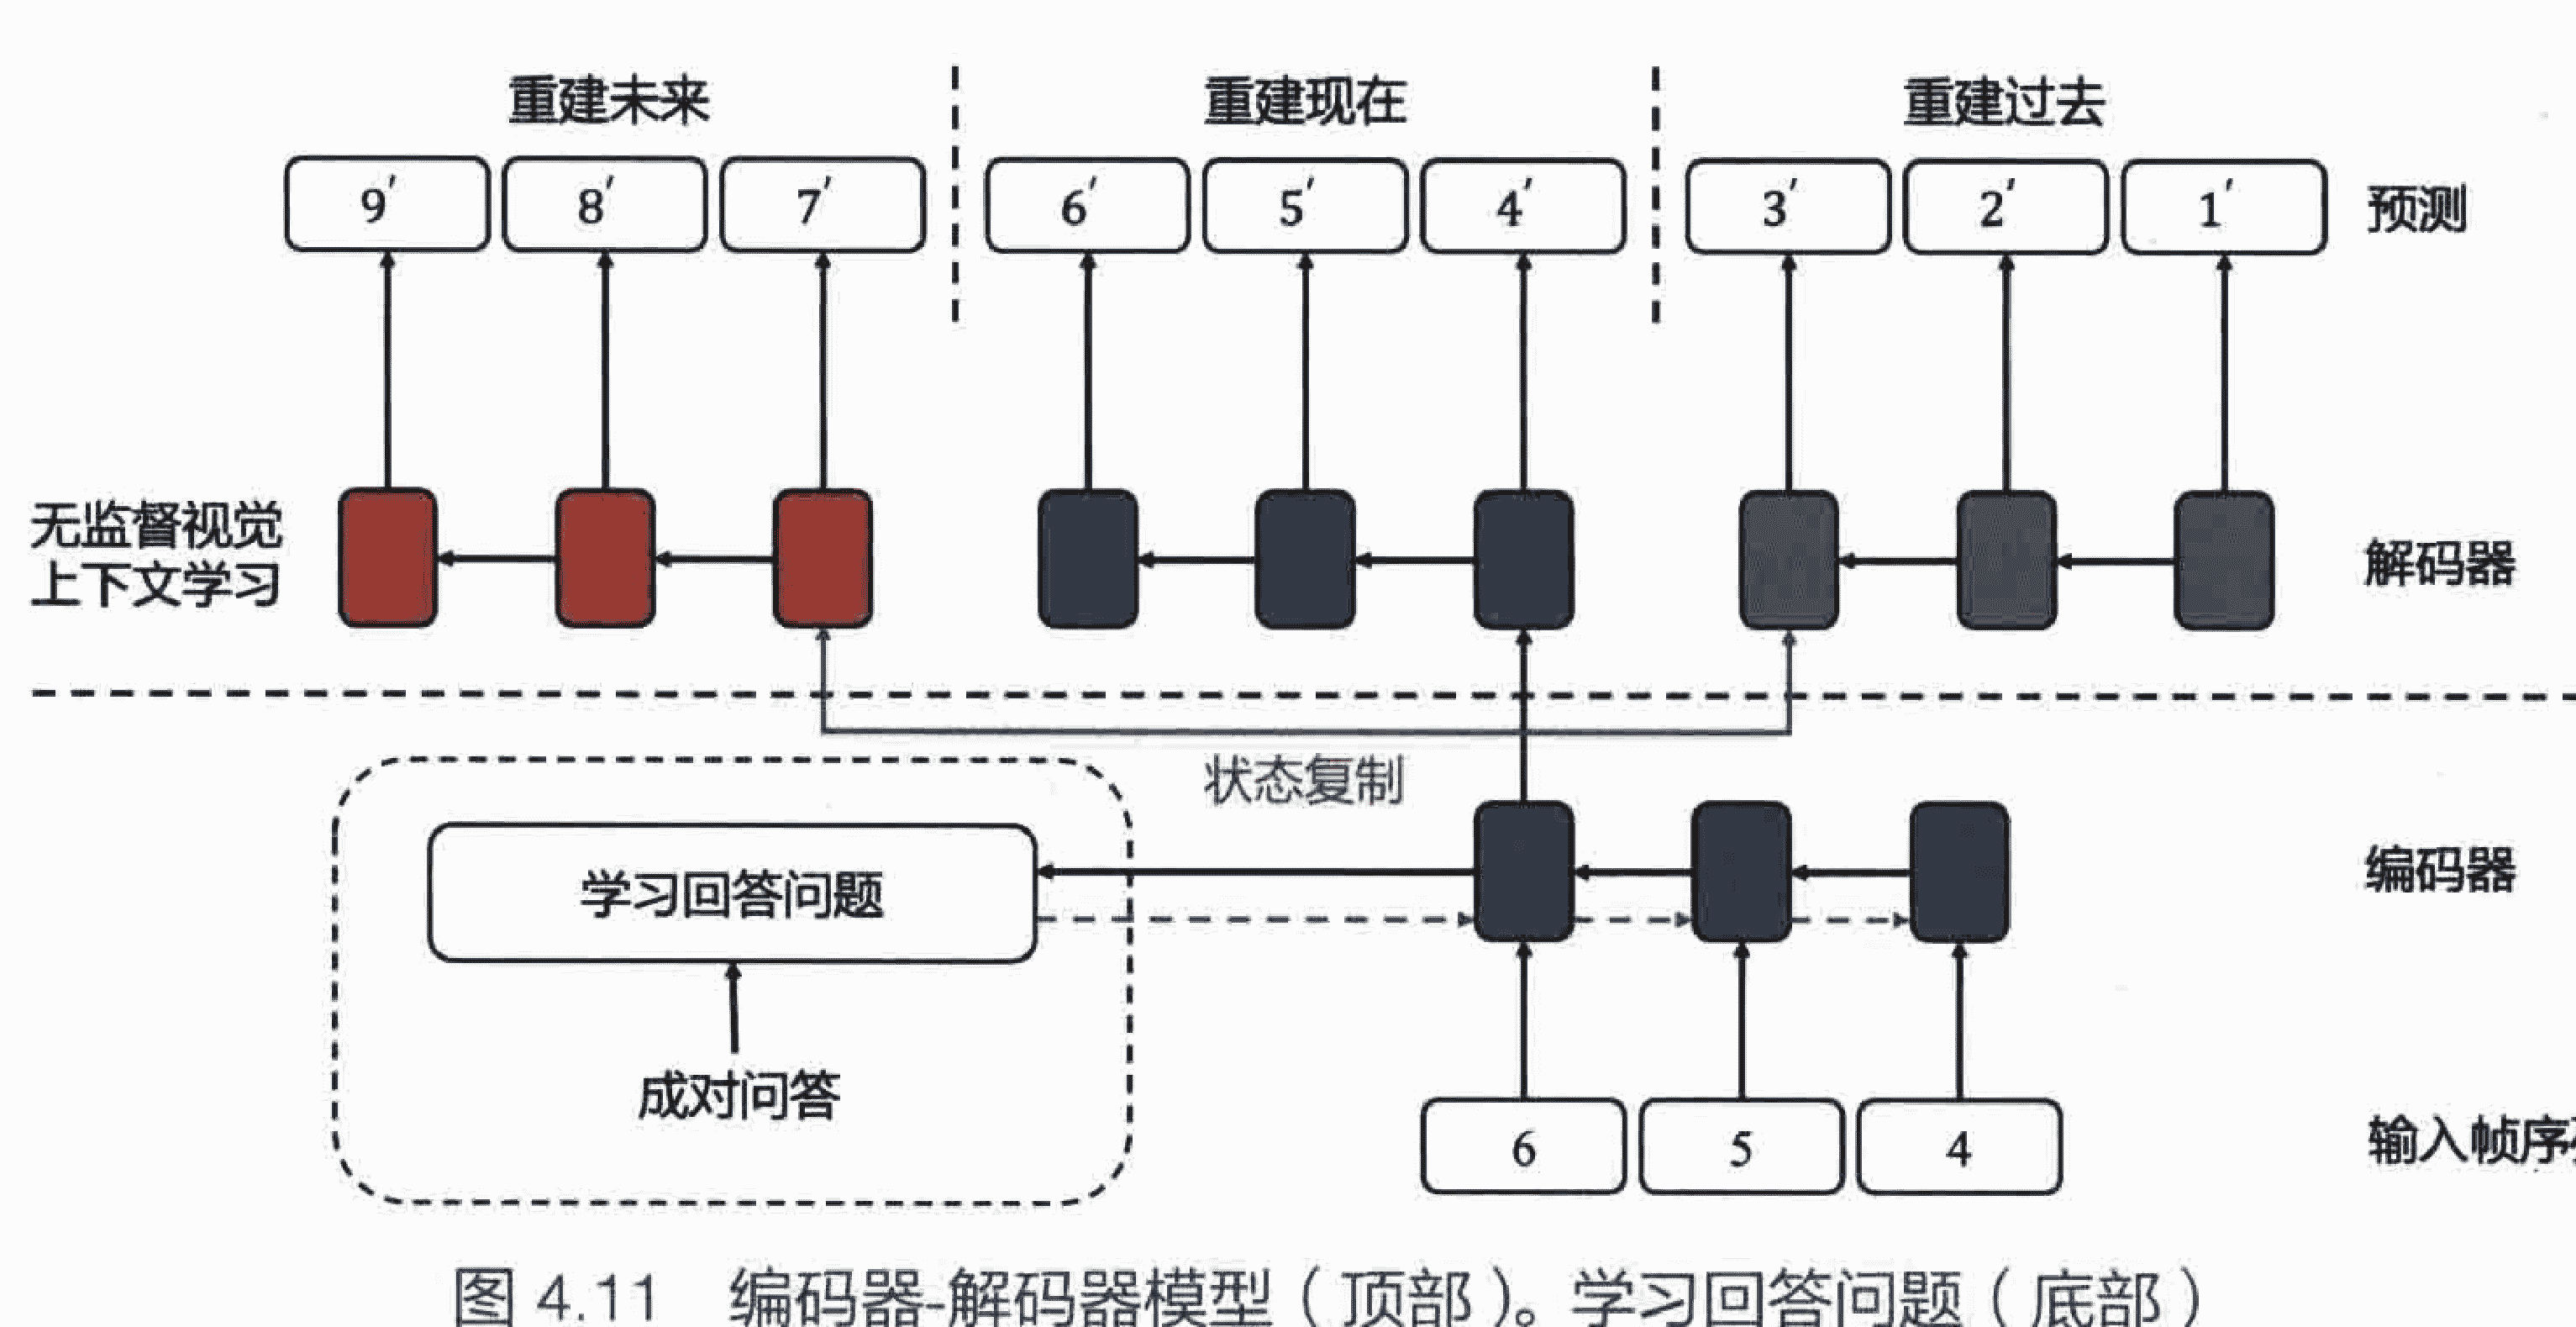 重建未来 重建现在 重建过去
9′ 8′ 7′ 6′ 5′ 4′ 3′ 2′ 1′ 预测
无监督视觉
上下文学习
解码器
状态复制
学习回答问题
编码器
成对问答
6 5 4 输入帧序
图 4.11 编码器-解码器模型(顶部)。学习回答问题(底部)